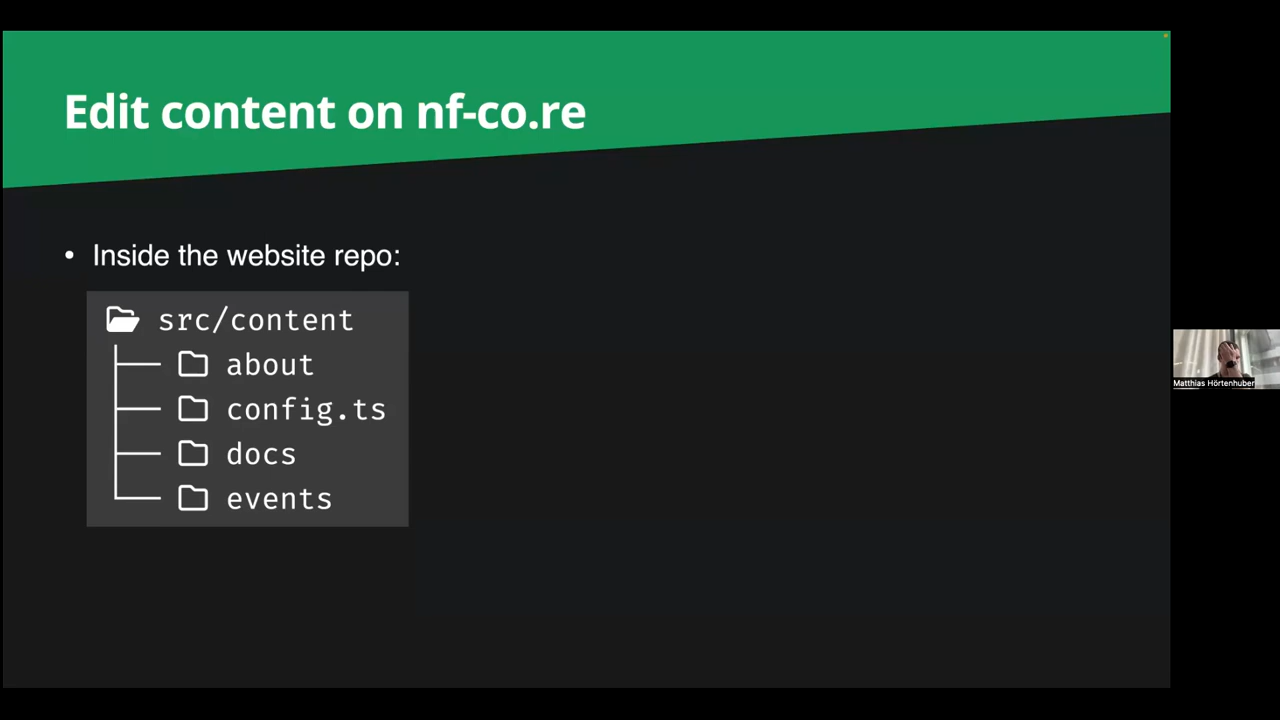 Edit content on nf-co.re
• Inside the website repo:
src/content
about
config.ts
docs
events
Matthias Hörtenhuber